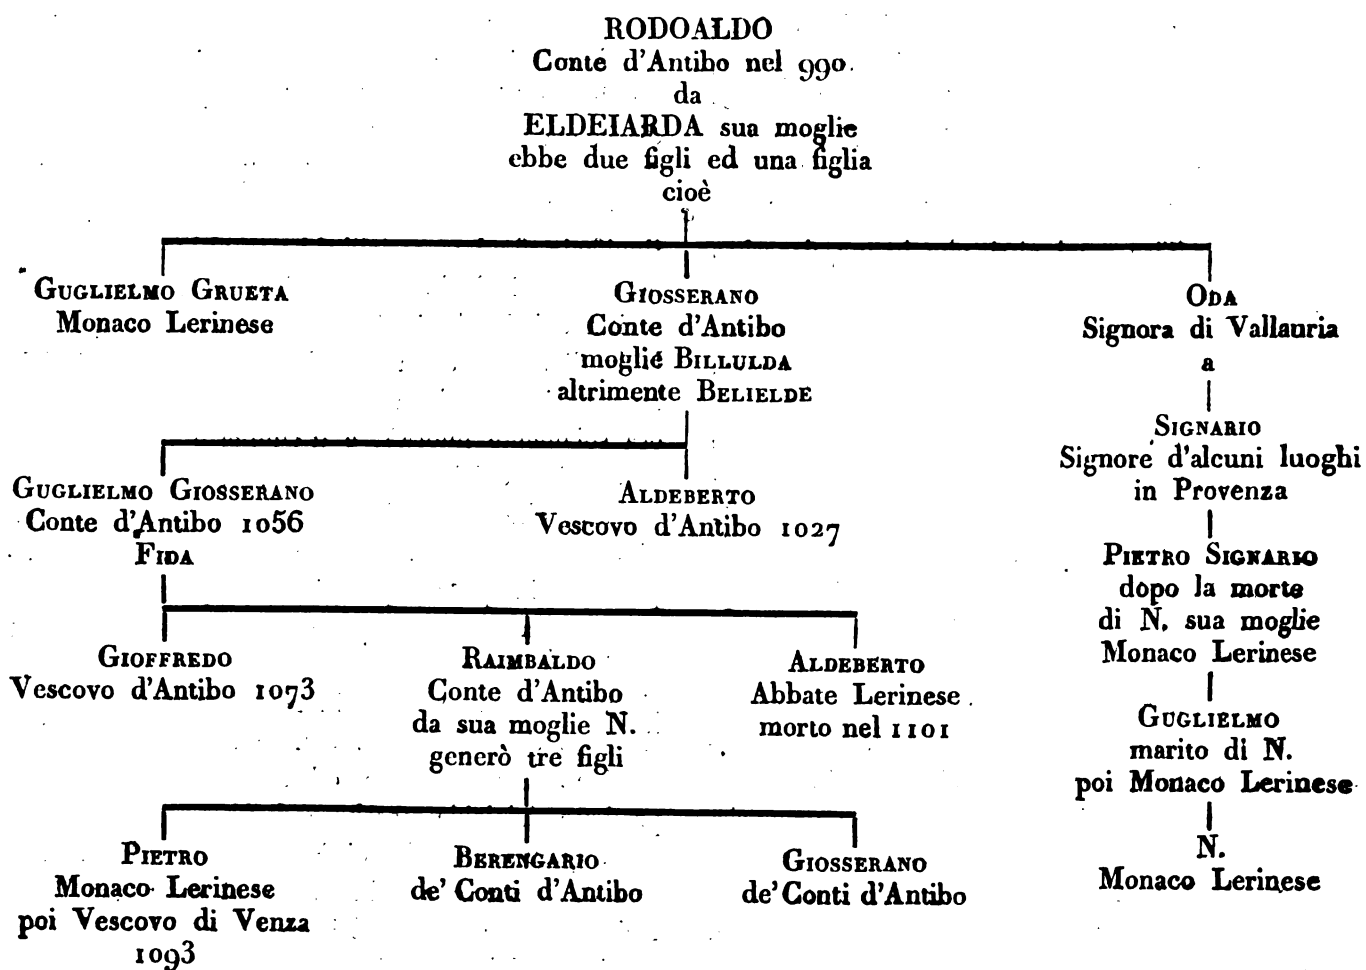 RODOALDO
Conte d'Antibo nel 990.
da
ELDEIARDA sua moglie
ebbe due figli ed una figlia
cioè
GUGLIELMO GRUETA
Monaco Lerinese
GIOSSERANO
Conte d'Antibo
moglie BILLULDA
altrimente BELIELDE
ODA
Signora di Vallauria
a
SIGNARIO
Signore d'alcuni luoghi
in Provenza
GUGLIELMO GIOSSERANO
Conte d'Antibo 1056
FIDA
ALDEBERTO
Vescovo d'Antibo 1027
PIETRO SIGNARIO
dopo la morte
di N. sua moglie
Monaco Lerinese
GIOFFREDO
Vescovo d'Antibo 1073
RAIMBALDO
Conte d'Antibo
da sua moglie N.
generò tre figli
ALDEBERTO
Abbate Lerinese
morto nel 1101
GUGLIELMO
marito di N.
poi Monaco Lerinese
PIETRO
Monaco Lerinese
poi Vescovo di Venza
1093
BERENGARIO
de' Conti d'Antibo
GIOSSERANO
de' Conti d'Antibo
N.
Monaco Lerinese